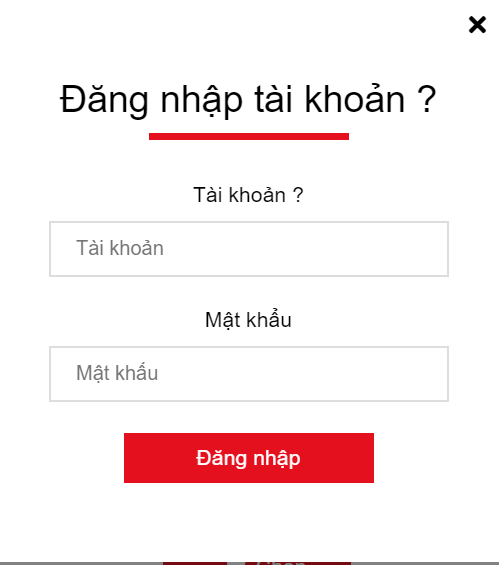 Đăng nhập tài khoản ?
Tài khoản ?
Tài khoản
Mật khẩu
Mật khẩu
Đăng nhập